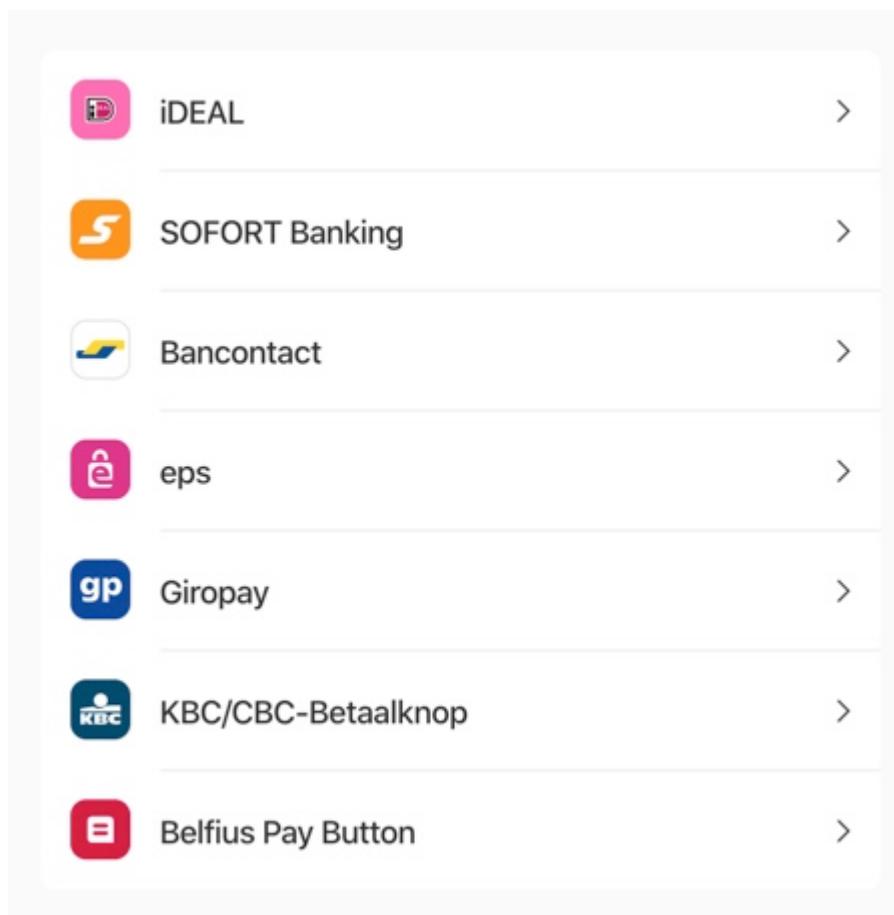 iDEAL
SOFORT Banking
Bancontact
eps
gp
Giropay
KBC
KBC/CBC-Betaalknop
Belfius Pay Button